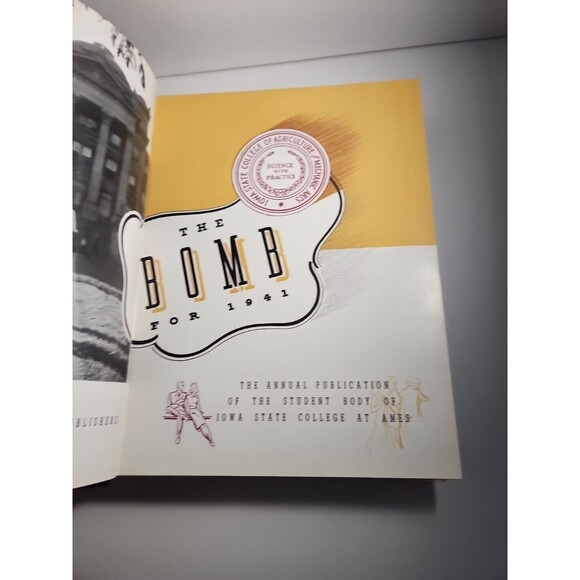 IOWA STATE COLLEGE OF AGRICULTURE AND MECHANIC ARTS
SCIENCE
WITH
PRACTICE
THE
BOMB
FOR 1941
THE ANNUAL PUBLICATION
OF THE STUDENT BODY OF
IOWA STATE COLLEGE AT AMES
UBLISHERS